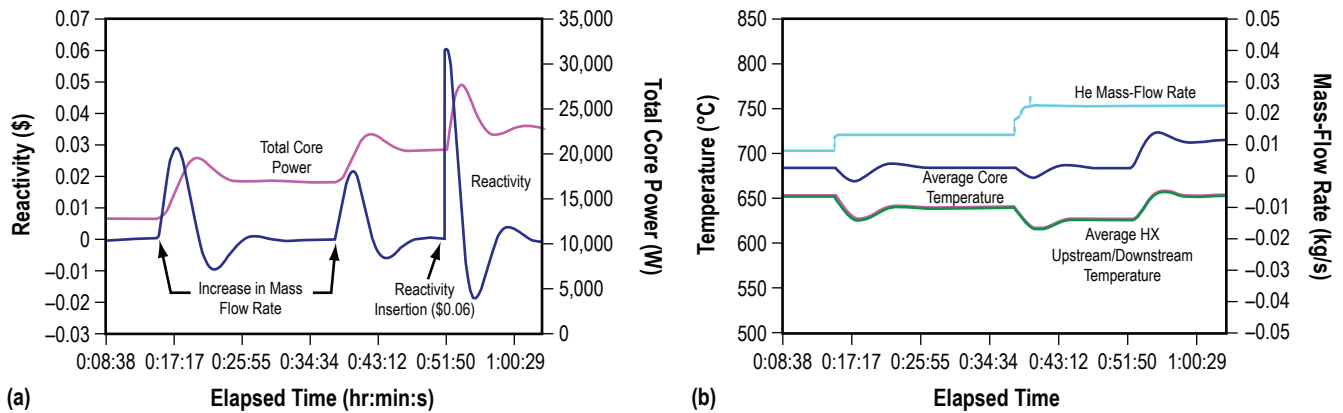 0.07
0.06
0.05
0.04
0.03
0.02
0.01
0
−0.01
−0.02
−0.03
Reactivity ($)
35,000
30,000
25,000
20,000
15,000
10,000
5,000
0
Total Core Power (W)
Total Core
Power
Reactivity
Increase in Mass
Flow Rate
Reactivity
Insertion ($0.06)
0:08:38 0:17:17 0:25:55 0:34:34 0:43:12 0:51:50 1:00:29
(a)
Elapsed Time (hr:min:s)
850
800
750
700
650
600
550
500
Temperature (°C)
0.05
0.04
0.03
0.02
0.01
0
−0.01
−0.02
−0.03
−0.04
−0.05
Mass-Flow Rate (kg/s)
He Mass-Flow Rate
Average Core
Temperature
Average HX
Upstream/Downstream
Temperature
0:08:38 0:17:17 0:25:55 0:34:34 0:43:12 0:51:50 1:00:29
(b)
Elapsed Time